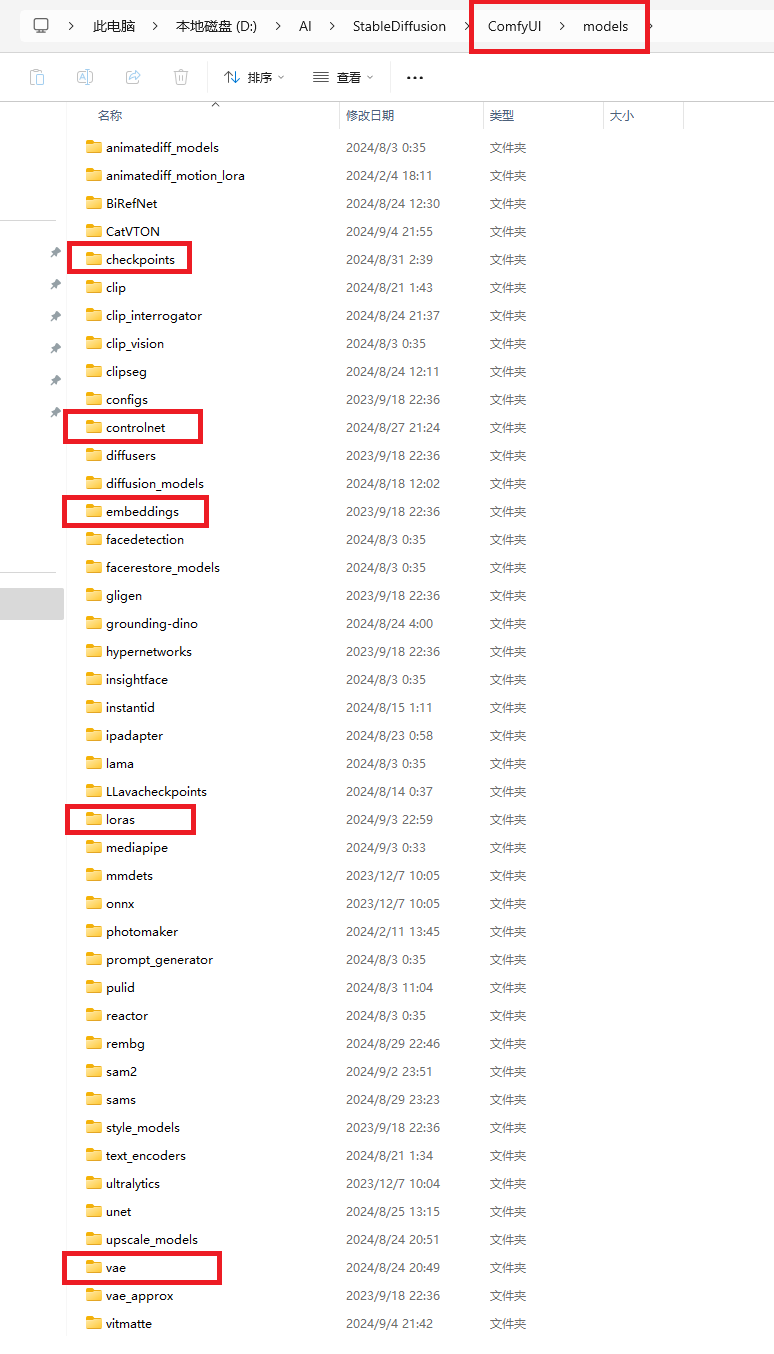 此电脑 本地磁盘 (D:) AI StableDiffusion ComfyUI models
排序 查看
名称 修改日期 类型 大小
animatediff_models 2024/8/3 0:35 文件夹
animatediff_motion_lora 2024/2/4 18:11 文件夹
BiRefNet 2024/8/24 12:30 文件夹
CatVTON 2024/9/4 21:55 文件夹
checkpoints 2024/8/31 2:39 文件夹
clip 2024/8/21 1:43 文件夹
clip_interrogator 2024/8/24 21:37 文件夹
clip_vision 2024/8/3 0:35 文件夹
clipseg 2024/8/24 12:11 文件夹
configs 2023/9/18 22:36 文件夹
controlnet 2024/8/27 21:24 文件夹
diffusers 2023/9/18 22:36 文件夹
diffusion_models 2024/8/18 12:02 文件夹
embeddings 2023/9/18 22:36 文件夹
facedetection 2024/8/3 0:35 文件夹
facerestore_models 2024/8/3 0:35 文件夹
gligen 2023/9/18 22:36 文件夹
grounding-dino 2024/8/24 4:00 文件夹
hypernetworks 2023/9/18 22:36 文件夹
insightface 2024/8/3 0:35 文件夹
instantid 2024/8/15 1:11 文件夹
ipadapter 2024/8/23 0:58 文件夹
lama 2024/8/3 0:35 文件夹
LLavacheckpoints 2024/8/14 0:37 文件夹
loras 2024/9/3 22:59 文件夹
mediapipe 2024/9/3 0:33 文件夹
mmdets 2023/12/7 10:05 文件夹
onnx 2023/12/7 10:05 文件夹
photomaker 2024/2/11 13:45 文件夹
prompt_generator 2024/8/3 0:35 文件夹
pulid 2024/8/3 11:04 文件夹
reactor 2024/8/3 0:35 文件夹
rembg 2024/8/29 22:46 文件夹
sam2 2024/9/2 23:51 文件夹
sams 2024/8/29 23:23 文件夹
style_models 2023/9/18 22:36 文件夹
text_encoders 2024/8/21 1:34 文件夹
ultralytics 2023/12/7 10:04 文件夹
unet 2024/8/25 13:15 文件夹
upscale_models 2024/8/24 20:51 文件夹
vae 2024/8/24 20:49 文件夹
vae_approx 2023/9/18 22:36 文件夹
vitmatte 2024/9/4 21:42 文件夹